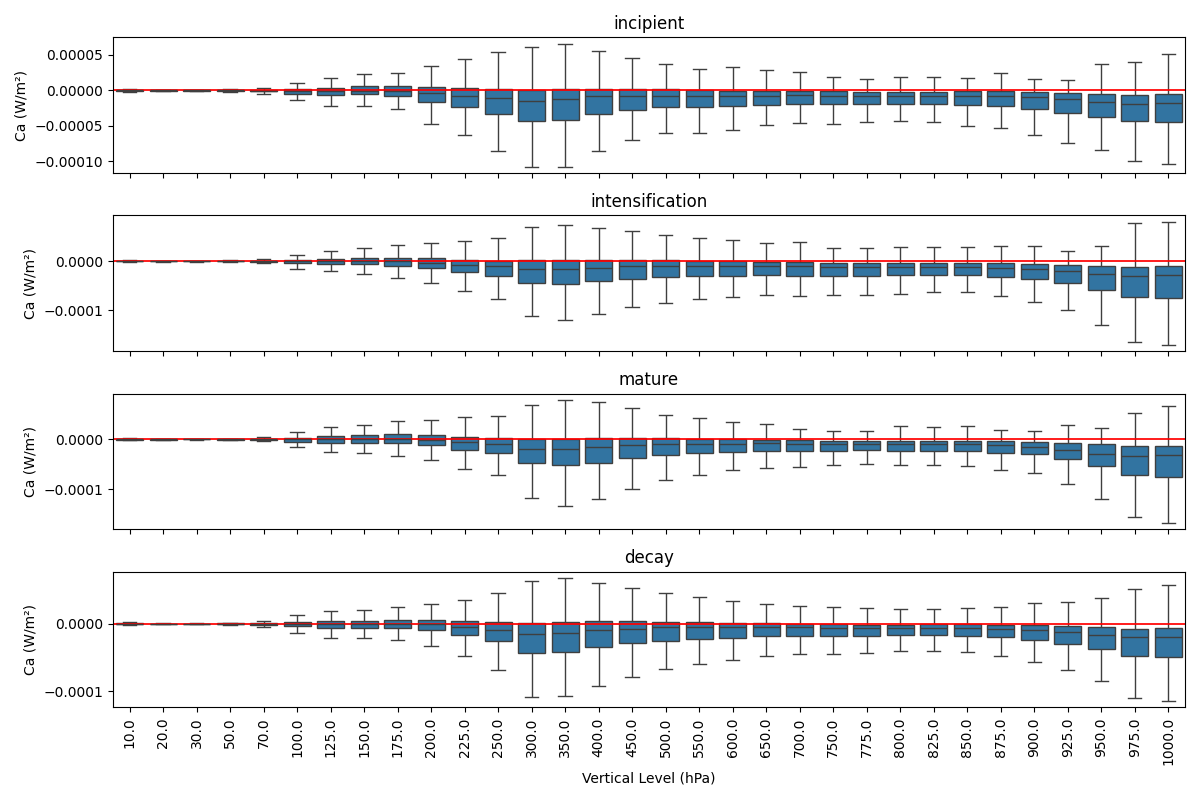 incipient
0.00005
0.00000
−0.00005
−0.00010
Ca (W/m²)
intensification
0.0000
−0.0001
Ca (W/m²)
mature
0.0000
−0.0001
Ca (W/m²)
decay
0.0000
−0.0001
Ca (W/m²)
10.0 20.0 30.0 50.0 70.0 100.0 125.0 150.0 175.0 200.0 225.0 250.0 300.0 350.0 400.0 450.0 500.0 550.0 600.0 650.0 700.0 750.0 775.0 800.0 825.0 850.0 875.0 900.0 925.0 950.0 975.0 1000.0
Vertical Level (hPa)